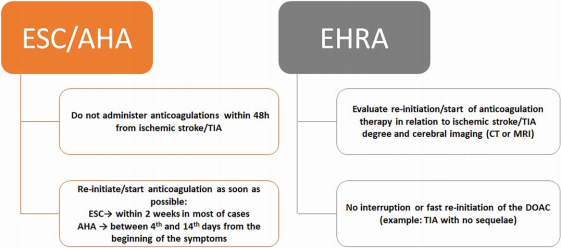 ESC/AHA
Do not administer anticoagulations within 48h
from ischemic stroke/TIA
Re-initiate/start anticoagulation as soon as
possible:
ESC→ within 2 weeks in most of cases
AHA → between 4th and 14th days from the
beginning of the symptoms
EHRA
Evaluate re-initiation/start of anticoagulation
therapy in relation to ischemic stroke/TIA
degree and cerebral imaging (CT or MRI)
No interruption or fast re-initiation of the DOAC
(example: TIA with no sequelae)